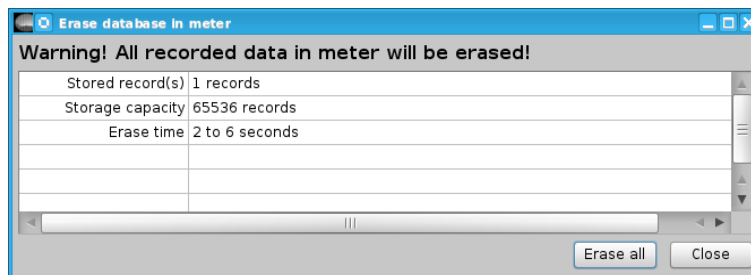 Erase database in meter
Warning! All recorded data in meter will be erased!
Stored record(s) 1 records
Storage capacity 65536 records
Erase time 2 to 6 seconds
Erase all Close